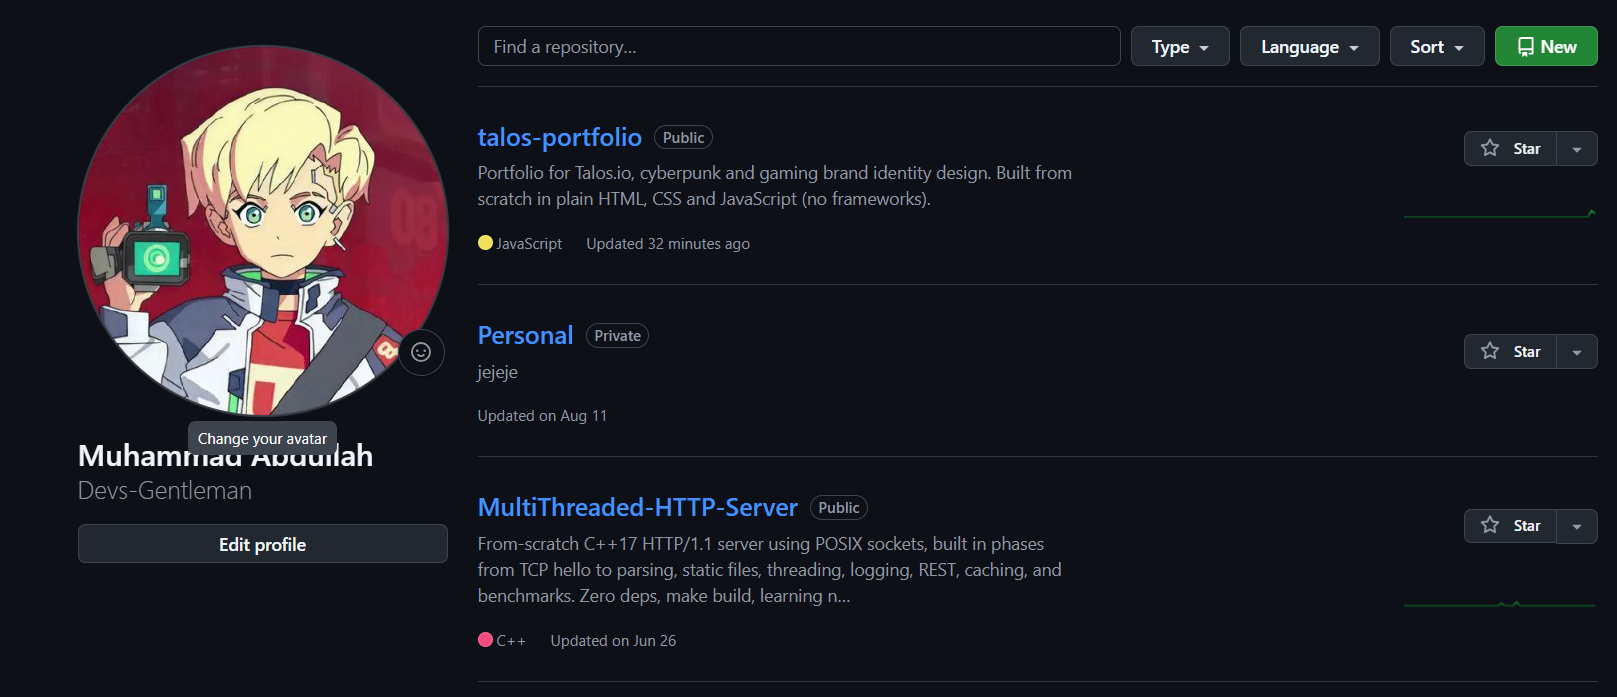 Find a repository...
Type
Language
Sort
New
talos-portfolio
Public
Star
Portfolio for Talos.io, cyberpunk and gaming brand identity design. Built from
scratch in plain HTML, CSS and JavaScript (no frameworks).
JavaScript
Updated 32 minutes ago
Personal
Private
Star
jejeje
Updated on Aug 11
MultiThreaded-HTTP-Server
Public
Star
From-scratch C++17 HTTP/1.1 server using POSIX sockets, built in phases
from TCP hello to parsing, static files, threading, logging, REST, caching, and
benchmarks. Zero deps, make build, learning n...
C++
Updated on Jun 26
08
Change your avatar
Muhammad Abdullah
Devs-Gentleman
Edit profile